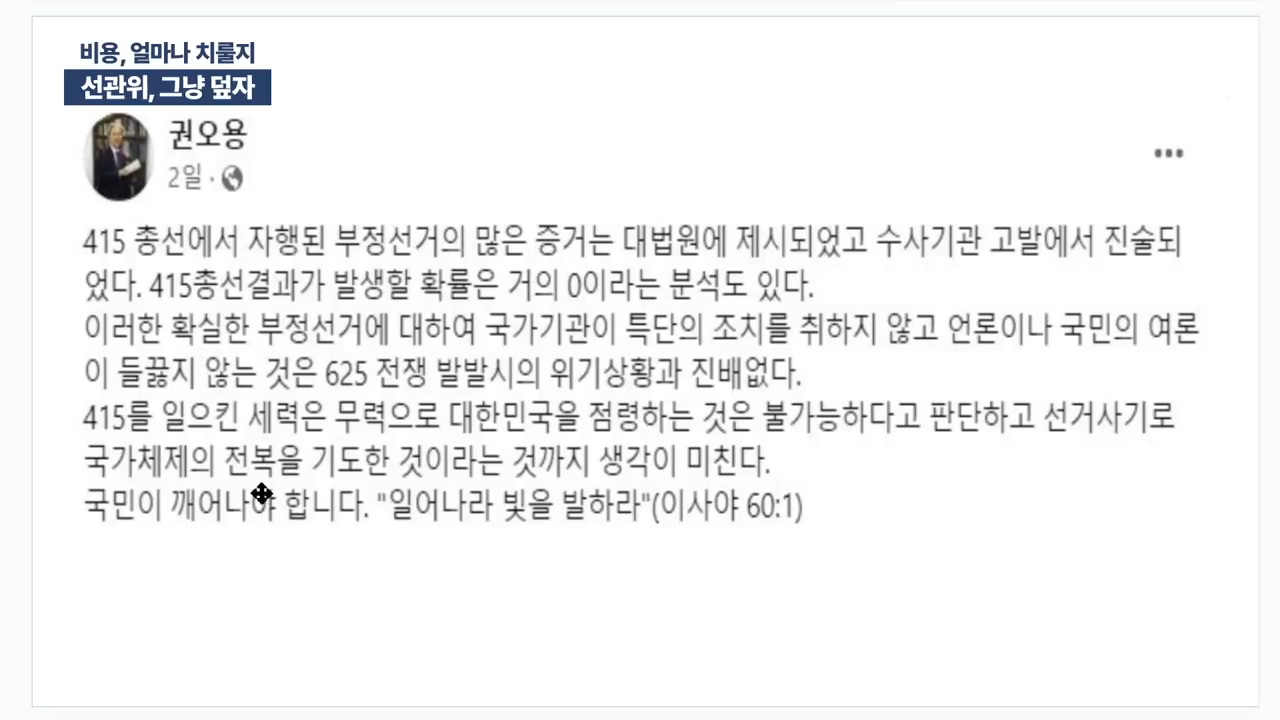 비용, 얼마나 치룰지
선관위, 그냥 덮자
권오용
2일 ·
415 총선에서 자행된 부정선거의 많은 증거는 대법원에 제시되었고 수사기관 고발에서 진술되
었다. 415총선결과가 발생할 확률은 거의 0이라는 분석도 있다.
이러한 확실한 부정선거에 대하여 국가기관이 특단의 조치를 취하지 않고 언론이나 국민의 여론
이 들끓지 않는 것은 625 전쟁 발발시의 위기상황과 진배없다.
415를 일으킨 세력은 무력으로 대한민국을 점령하는 것은 불가능하다고 판단하고 선거사기로
국가체제의 전복을 기도한 것이라는 것까지 생각이 미친다.
국민이 깨어나야 합니다. "일어나라 빛을 발하라"(이사야 60:1)